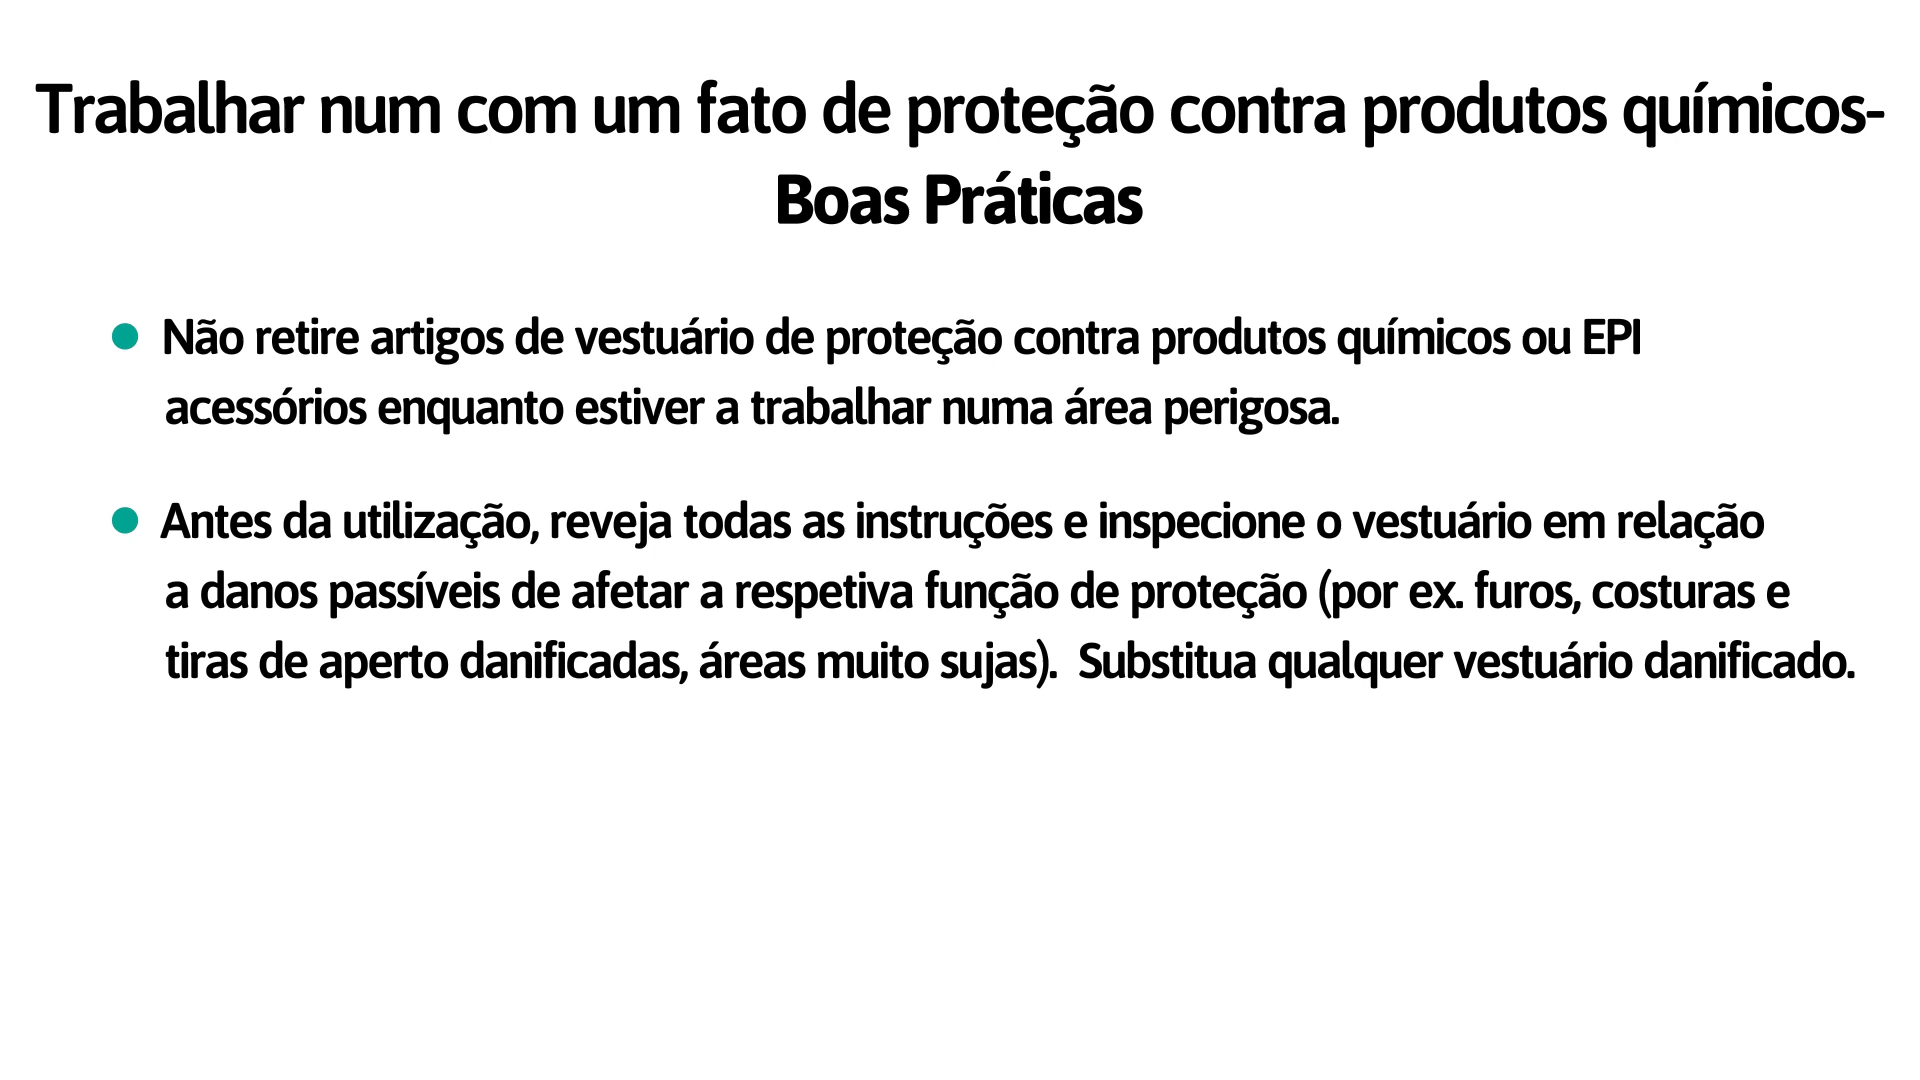 Trabalhar num com um fato de proteção contra produtos químicos-
Boas Práticas
● Não retire artigos de vestuário de proteção contra produtos químicos ou EPI
acessórios enquanto estiver a trabalhar numa área perigosa.
● Antes da utilização, reveja todas as instruções e inspecione o vestuário em relação
a danos passíveis de afetar a respetiva função de proteção (por ex. furos, costuras e
tiras de aperto danificadas, áreas muito sujas).  Substitua qualquer vestuário danificado.